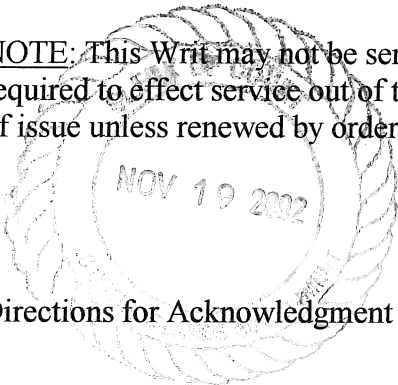 NOTE: This Writ may not be ser
equired to effect service out of t
f issue unless renewed by order
NOV 19 2002
Directions for Acknowledgment